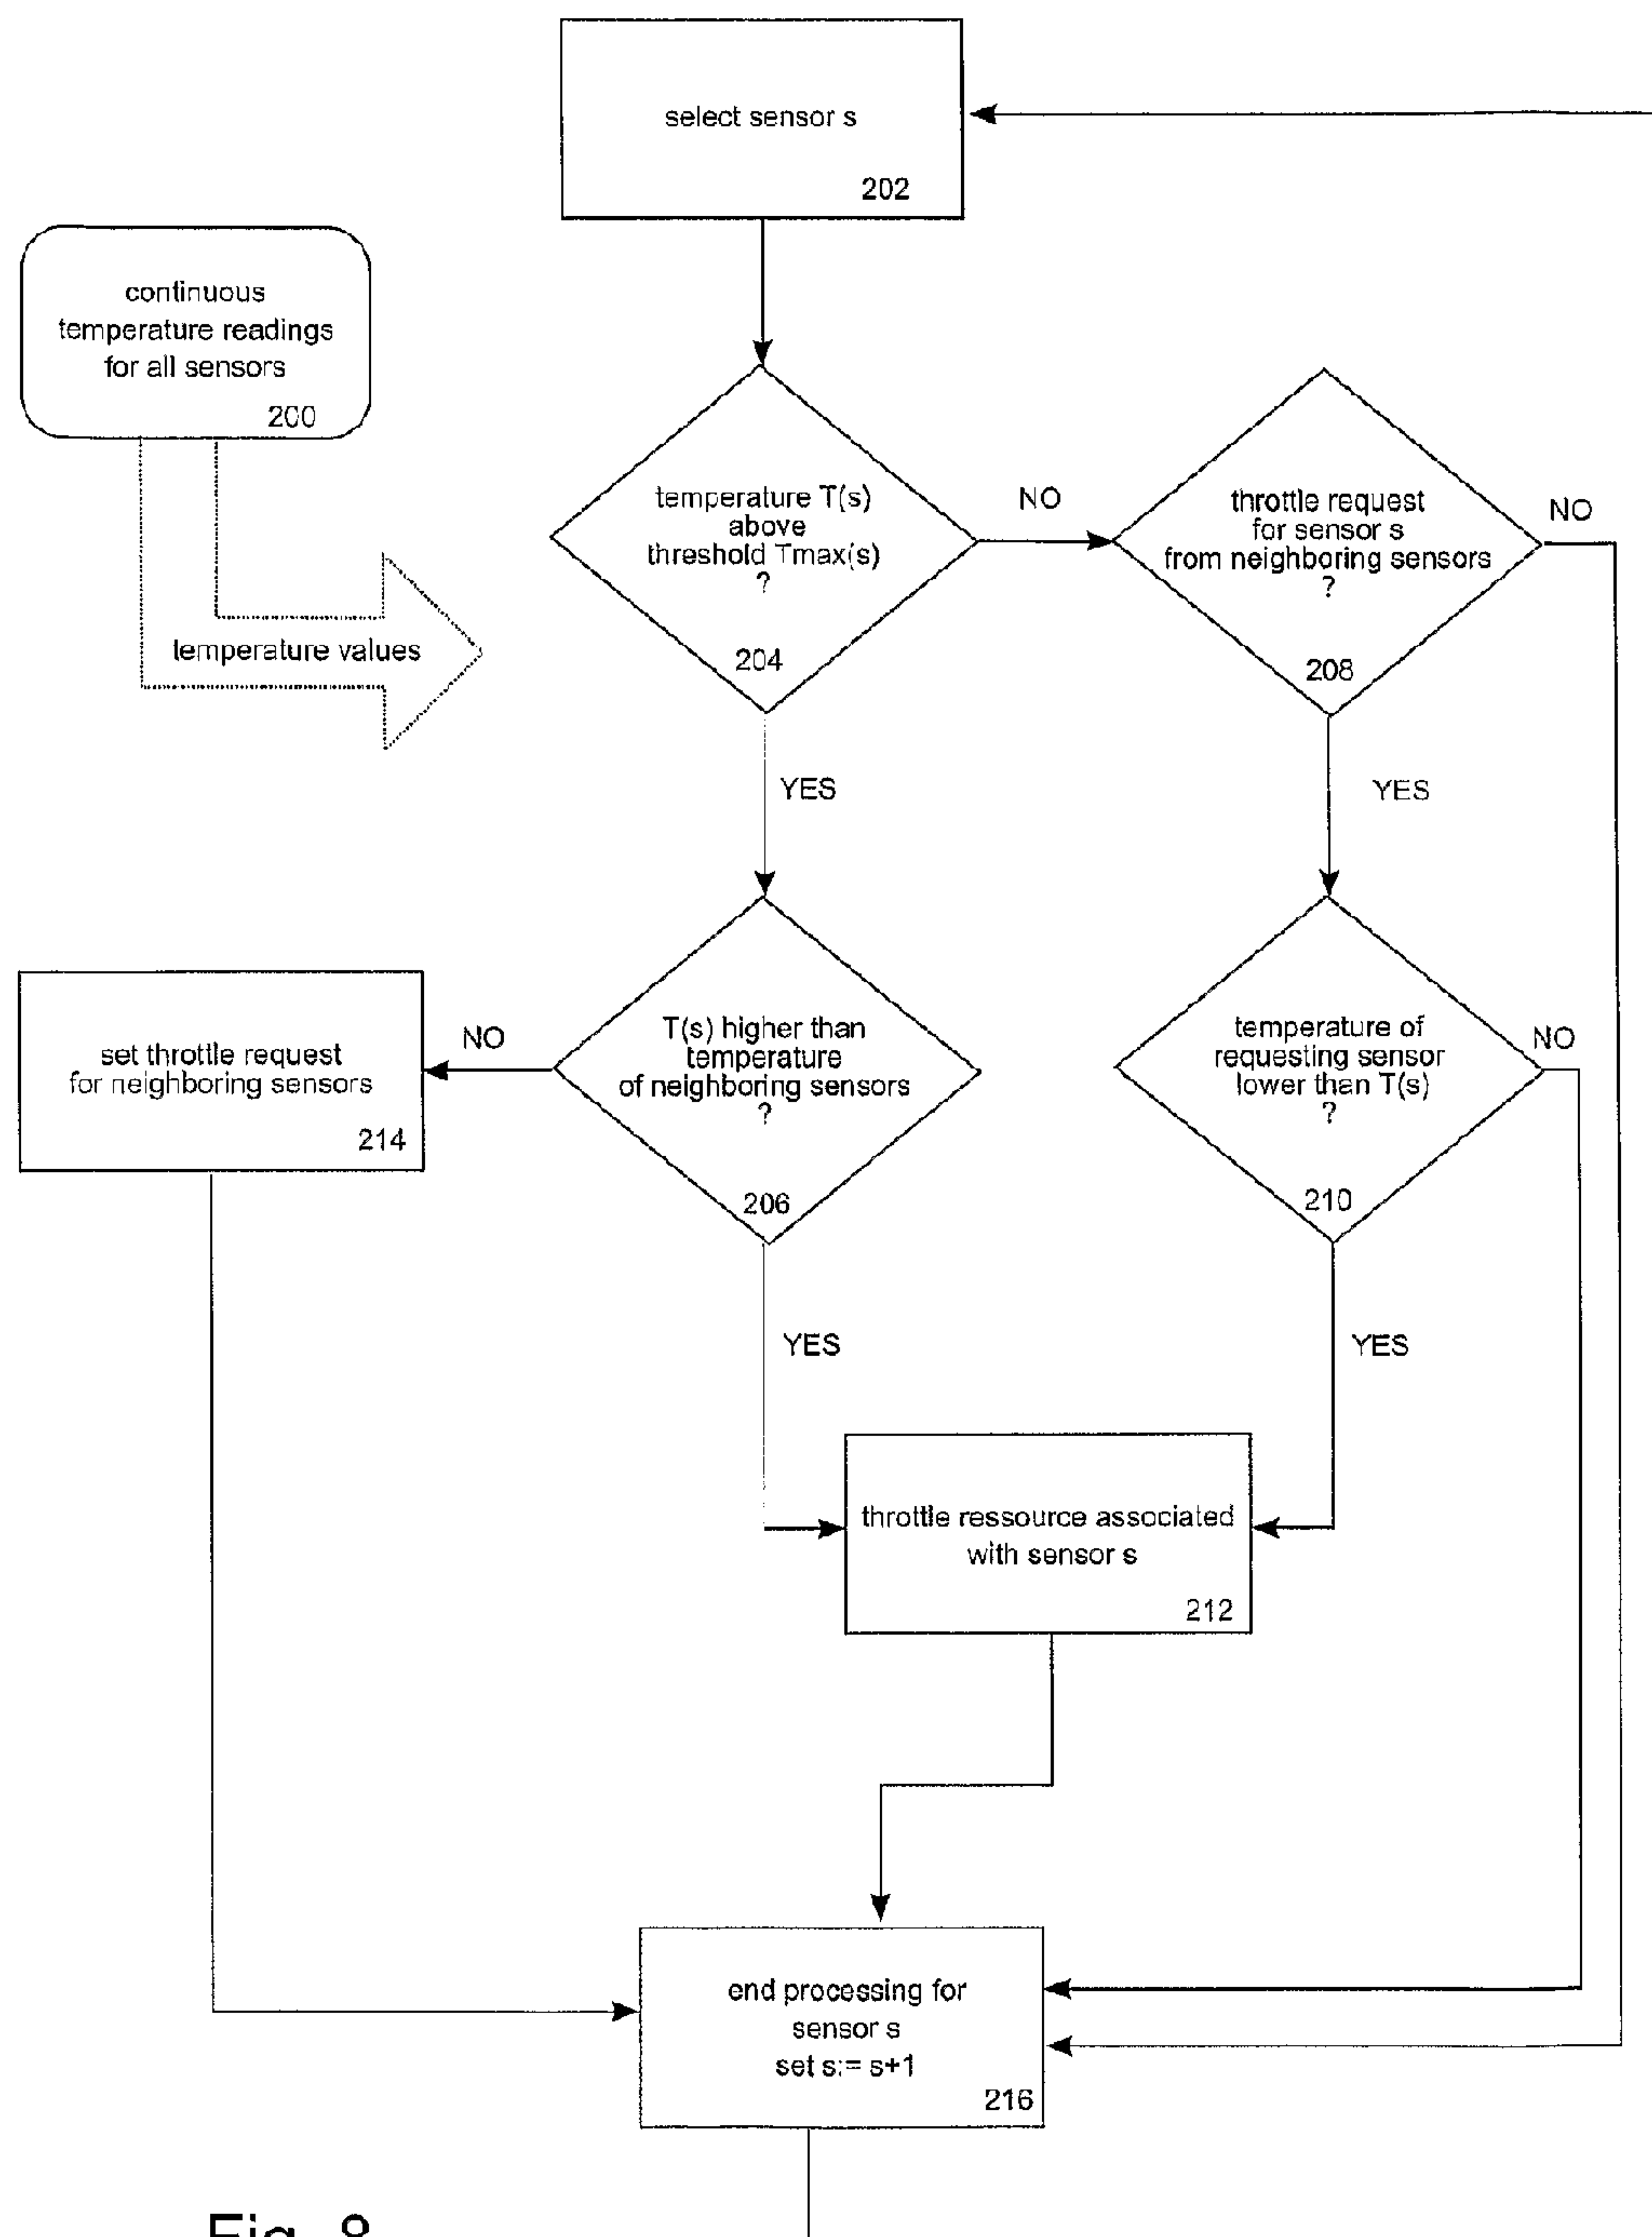 select sensor s
202
continuous
temperature readings
for all sensors
200
temperature values
temperature T(s)
above
threshold Tmax(s)
?
204
NO
throttle request
for sensor s
from neighboring sensors
?
208
NO
YES
YES
set throttle request
for neighboring sensors
214
NO
T(s) higher than
temperature
of neighboring sensors
?
206
temperature of
requesting sensor
lower than T(s)
?
210
NO
YES
YES
throttle ressource associated
with sensor s
212
end processing for
sensor s
set s:= s+1
216
Fig. 8